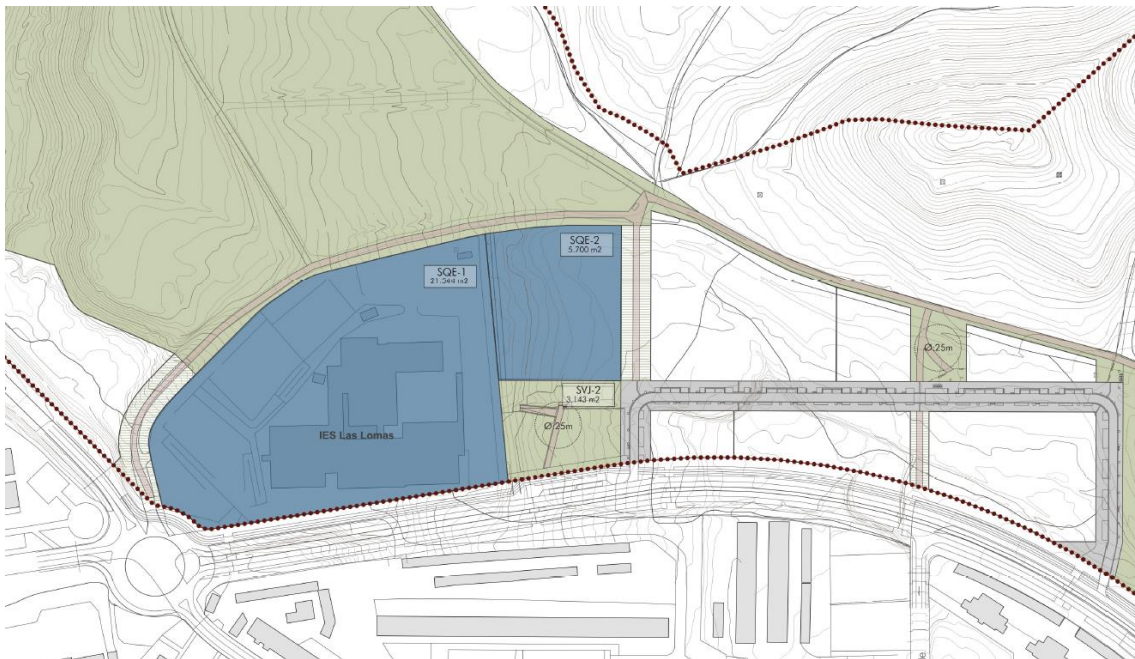 SQE-2
5.700 m2
SQE-1
21.544 m2
Ø:25m
SVJ-2
3.143 m2
Ø:25m
IES Las Lomas